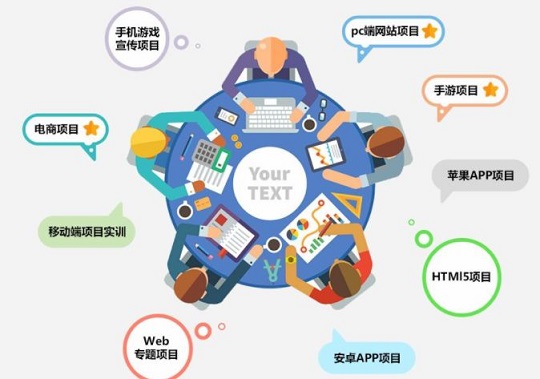 手机游戏
宣传项目
pc端网站项目
手游项目
电商项目
Your
TEXT
苹果APP项目
移动端项目实训
HTMl5项目
Web
专题项目
安卓APP项目